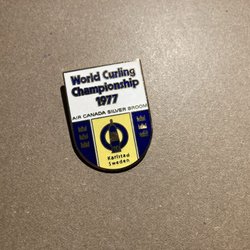 World Curling
Championship
1977
AIR CANADA SILVER BROOM
Karlstad
Sweden